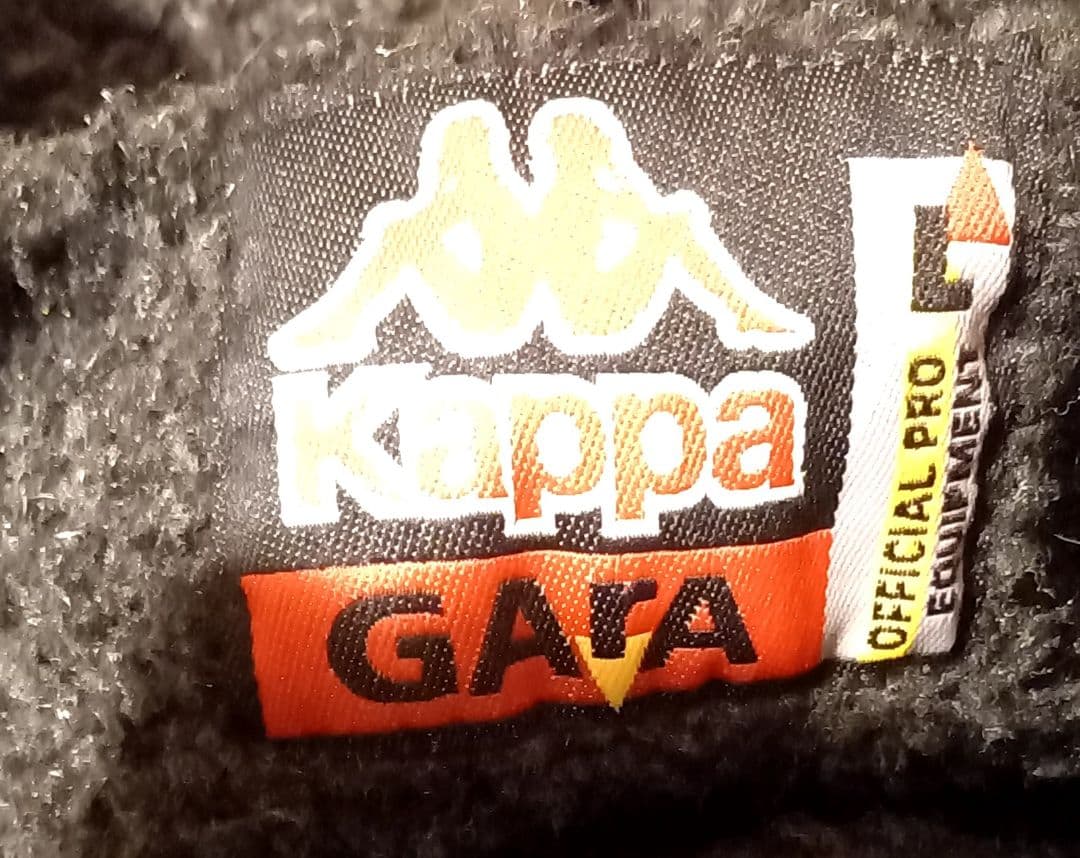 Kappa
GArA
OFFICIAL PRO
EQUIPMENT